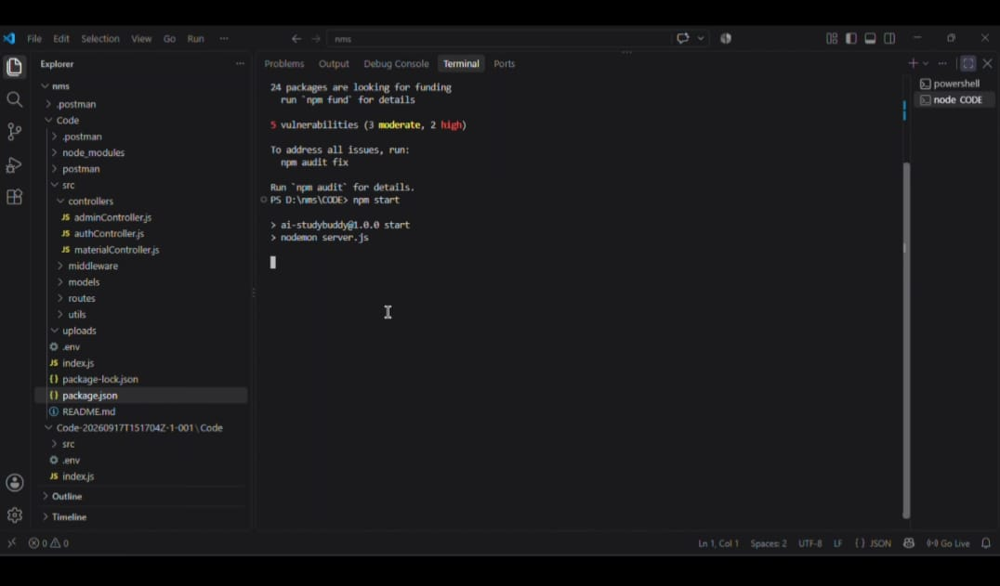 File Edit Selection View Go Run ··· nms
Explorer
nms
.postman
Code
.postman
node_modules
postman
src
controllers
JS adminController.js
JS authController.js
JS materialController.js
middleware
models
routes
utils
uploads
.env
JS index.js
{} package-lock.json
{} package.json
README.md
Code-20260917T151704Z-1-001\Code
src
.env
JS index.js
Outline
Timeline
Problems Output Debug Console Terminal Ports
24 packages are looking for funding
run `npm fund` for details
5 vulnerabilities (3 moderate, 2 high)
To address all issues, run:
npm audit fix
Run `npm audit` for details.
PS D:\nms\CODE> npm start
> ai-studybuddy@1.0.0 start
> nodemon server.js
powershell
node CODE
0 0 Ln 1, Col 1 Spaces: 2 UTF-8 LF {} JSON Go Live